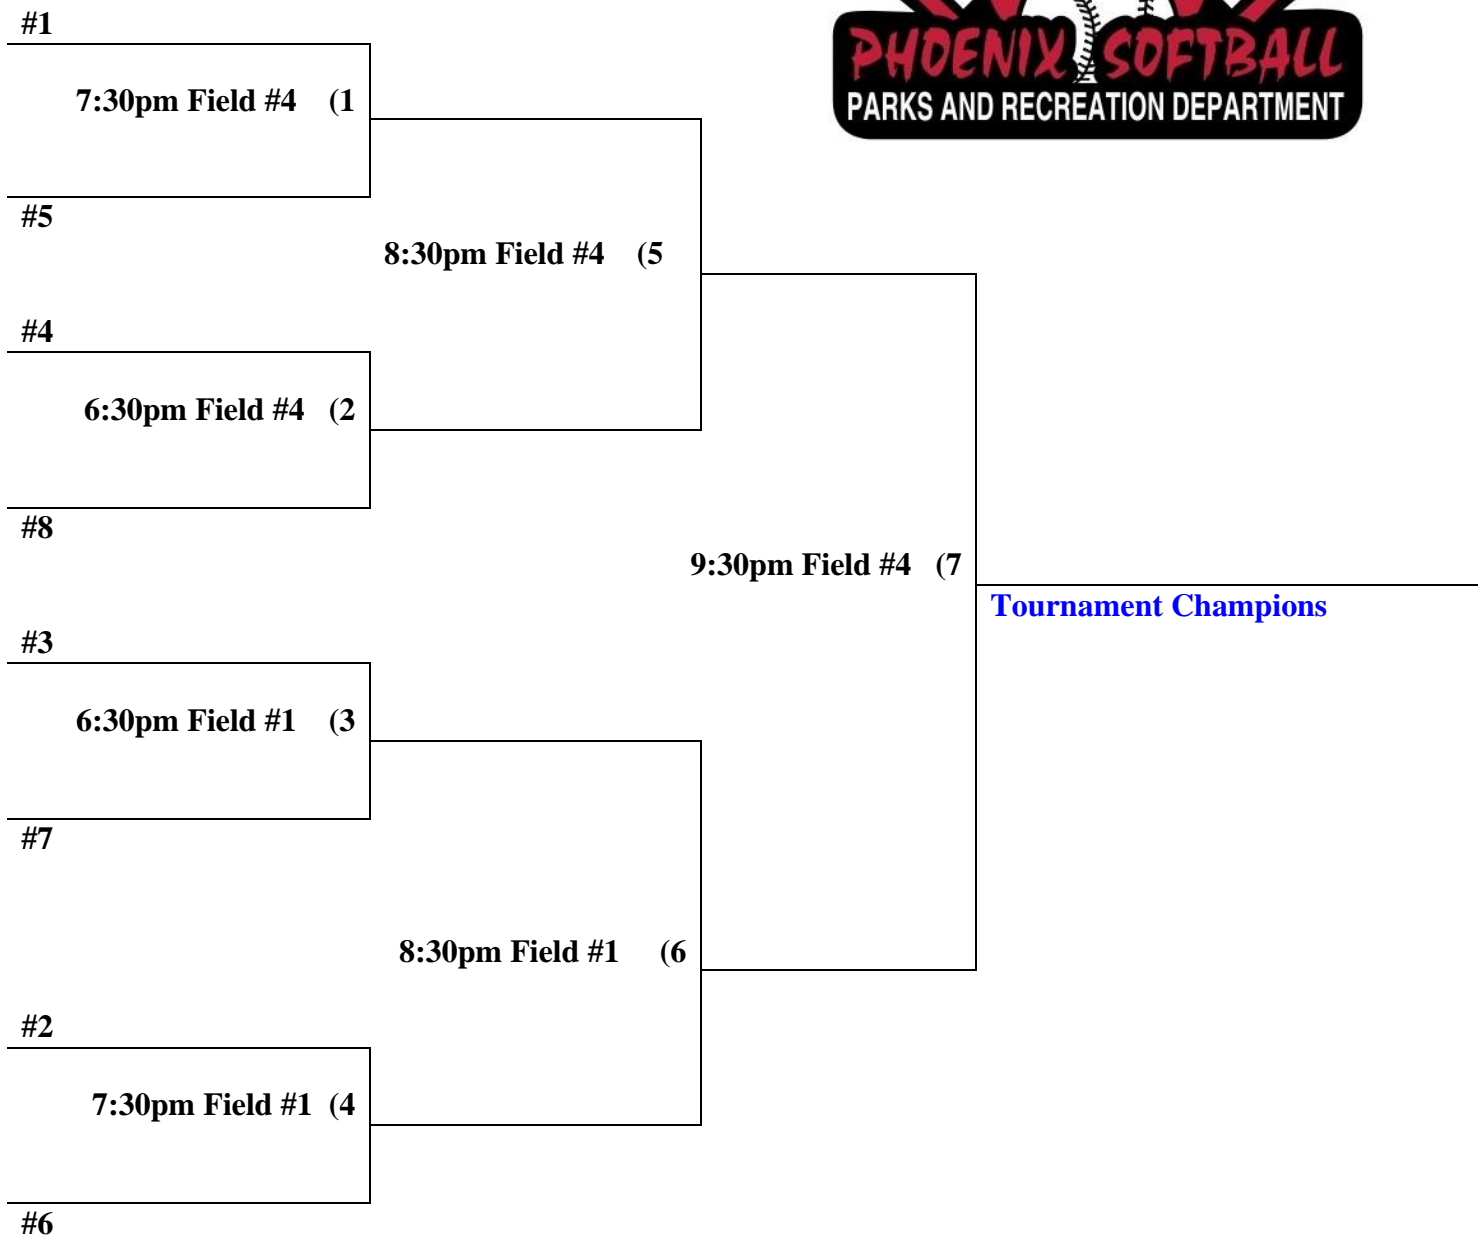 #1
PHOENIX SOFTBALL
PARKS AND RECREATION DEPARTMENT
7:30pm Field #4 (1
#5
8:30pm Field #4 (5
#4
6:30pm Field #4 (2
#8
9:30pm Field #4 (7
Tournament Champions
#3
6:30pm Field #1 (3
#7
8:30pm Field #1 (6
#2
7:30pm Field #1 (4
#6